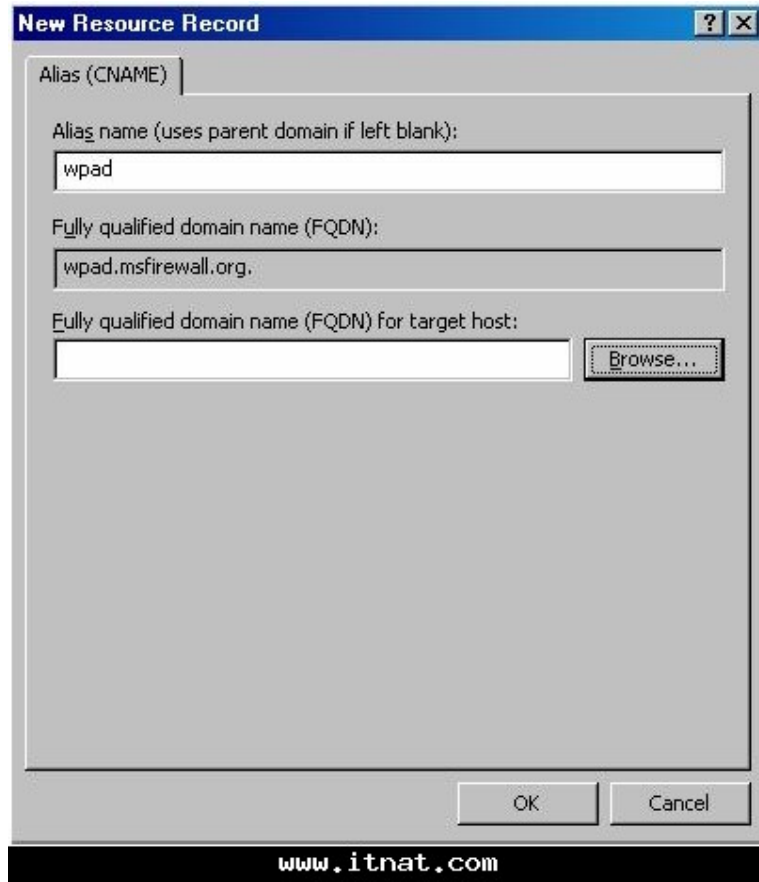 New Resource Record
Alias (CNAME)
Alias name (uses parent domain if left blank):
wpad
Fully qualified domain name (FQDN):
wpad.msfirewall.org.
Fully qualified domain name (FQDN) for target host:
Browse...
OK
Cancel
www.itnat.com